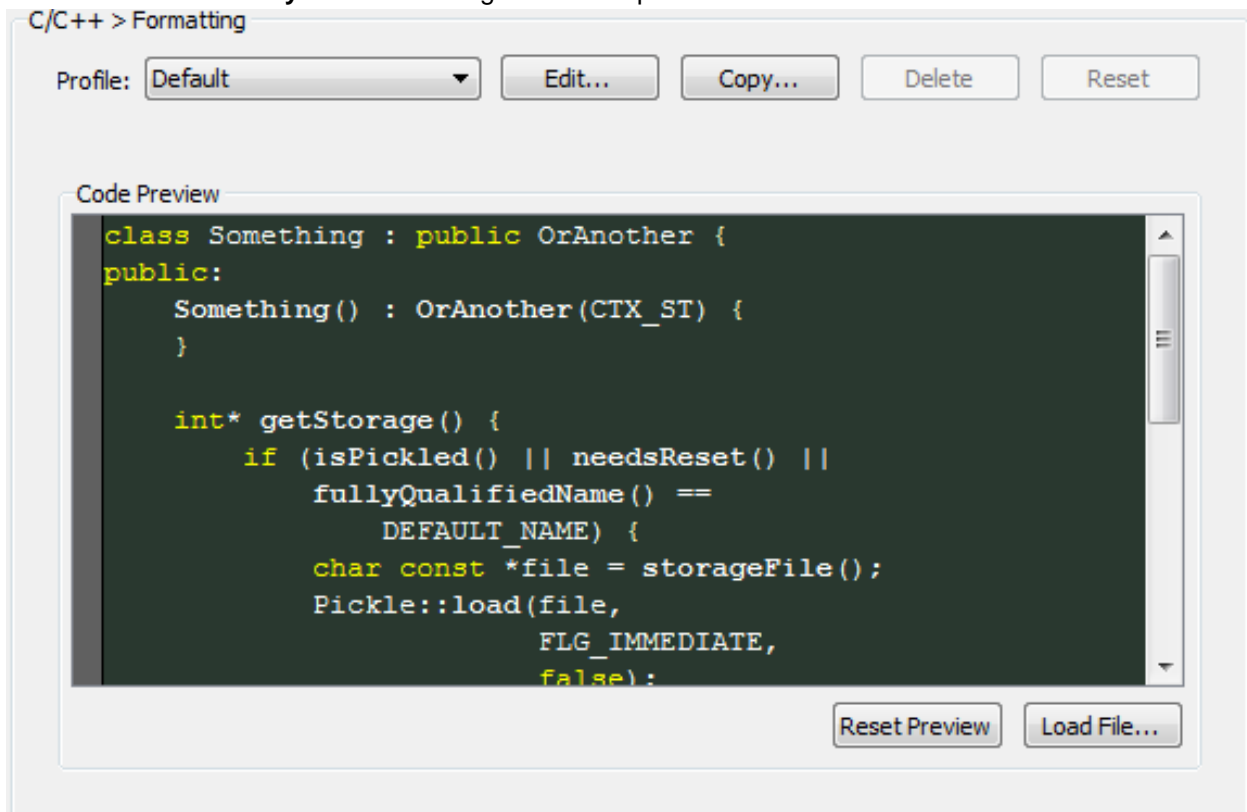 C/C++ > Formatting
Profile: Default Edit... Copy... Delete Reset
Code Preview
class Something : public OrAnother {
public:
    Something() : OrAnother(CTX_ST) {
    }
    int* getStorage() {
        if (isPickled() || needsReset() ||
            fullyQualifiedName() ==
                DEFAULT_NAME) {
            char const *file = storageFile();
            Pickle::load(file,
                         FLG_IMMEDIATE,
                         false);
Reset Preview Load File...